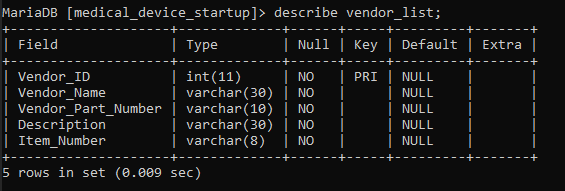 MariaDB [medical_device_startup]> describe vendor_list;
+--------------------+-------------+------+-----+---------+-------+
| Field              | Type        | Null | Key | Default | Extra |
+--------------------+-------------+------+-----+---------+-------+
| Vendor_ID          | int(11)     | NO   | PRI | NULL    |       |
| Vendor_Name        | varchar(30) | NO   |     | NULL    |       |
| Vendor_Part_Number | varchar(10) | NO   |     | NULL    |       |
| Description        | varchar(30) | NO   |     | NULL    |       |
| Item_Number        | varchar(8)  | NO   |     | NULL    |       |
+--------------------+-------------+------+-----+---------+-------+
5 rows in set (0.009 sec)